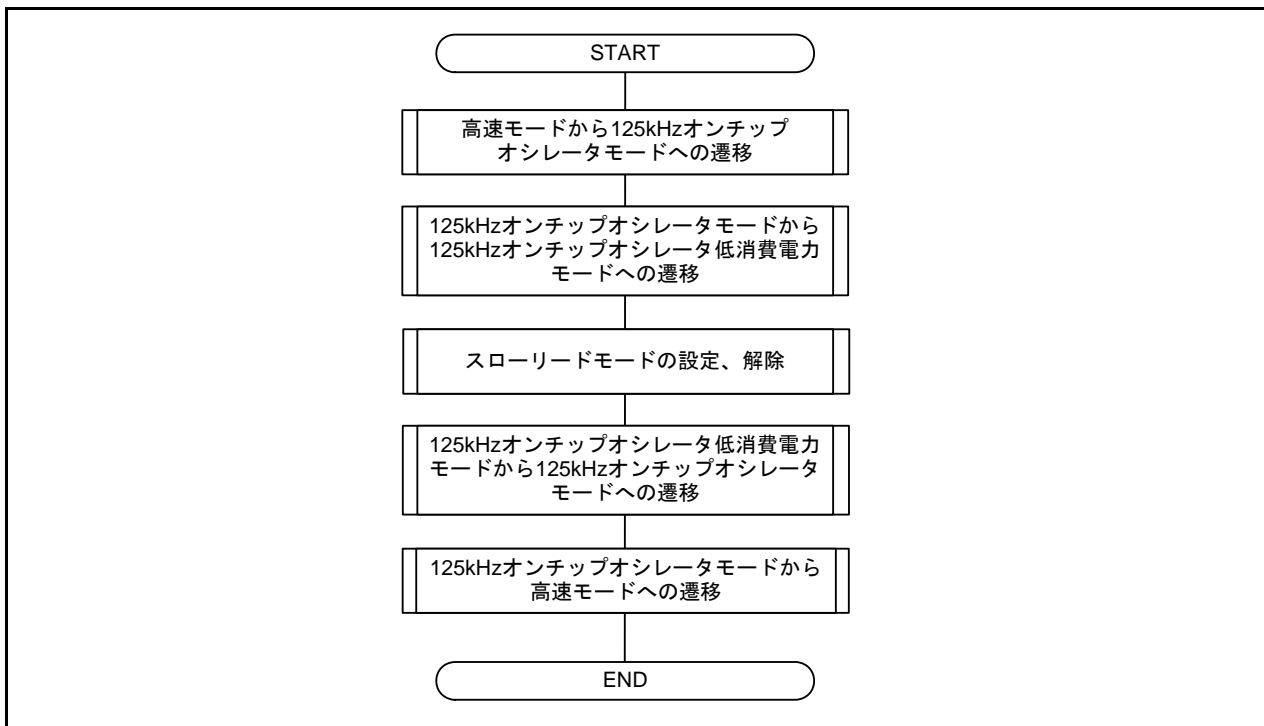 START
高速モードから125kHzオンチップ
オシレータモードへの遷移
125kHzオンチップオシレータモードから
125kHzオンチップオシレータ低消費電力
モードへの遷移
スローリードモードの設定、解除
125kHzオンチップオシレータ低消費電力
モードから125kHzオンチップオシレータ
モードへの遷移
125kHzオンチップオシレータモードから
高速モードへの遷移
END